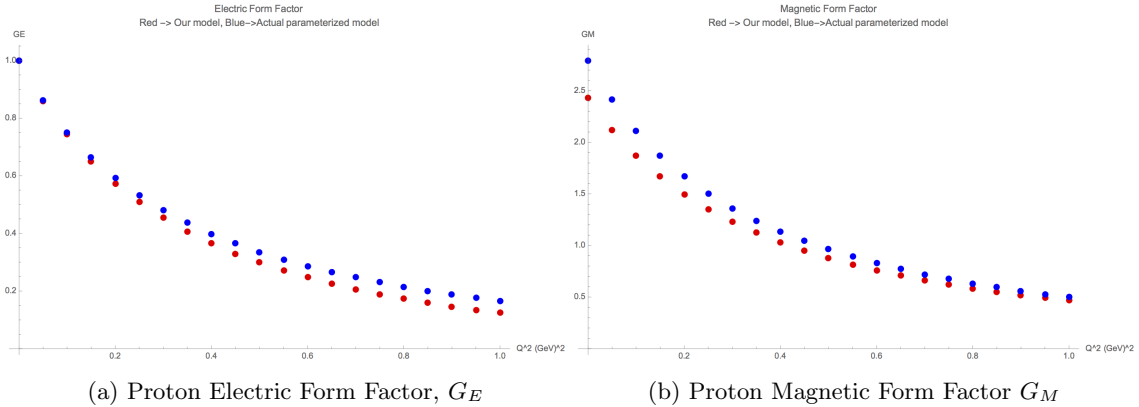 Electric Form Factor
Red -> Our model, Blue->Actual parameterized model
GE
1.0
0.8
0.6
0.4
0.2
0.2
0.4
0.6
0.8
1.0
Q^2 (GeV)^2
(a) Proton Electric Form Factor, G_E
Magnetic Form Factor
Red -> Our model, Blue->Actual parameterized model
GM
2.5
2.0
1.5
1.0
0.5
0.2
0.4
0.6
0.8
1.0
Q^2 (GeV)^2
(b) Proton Magnetic Form Factor G_M